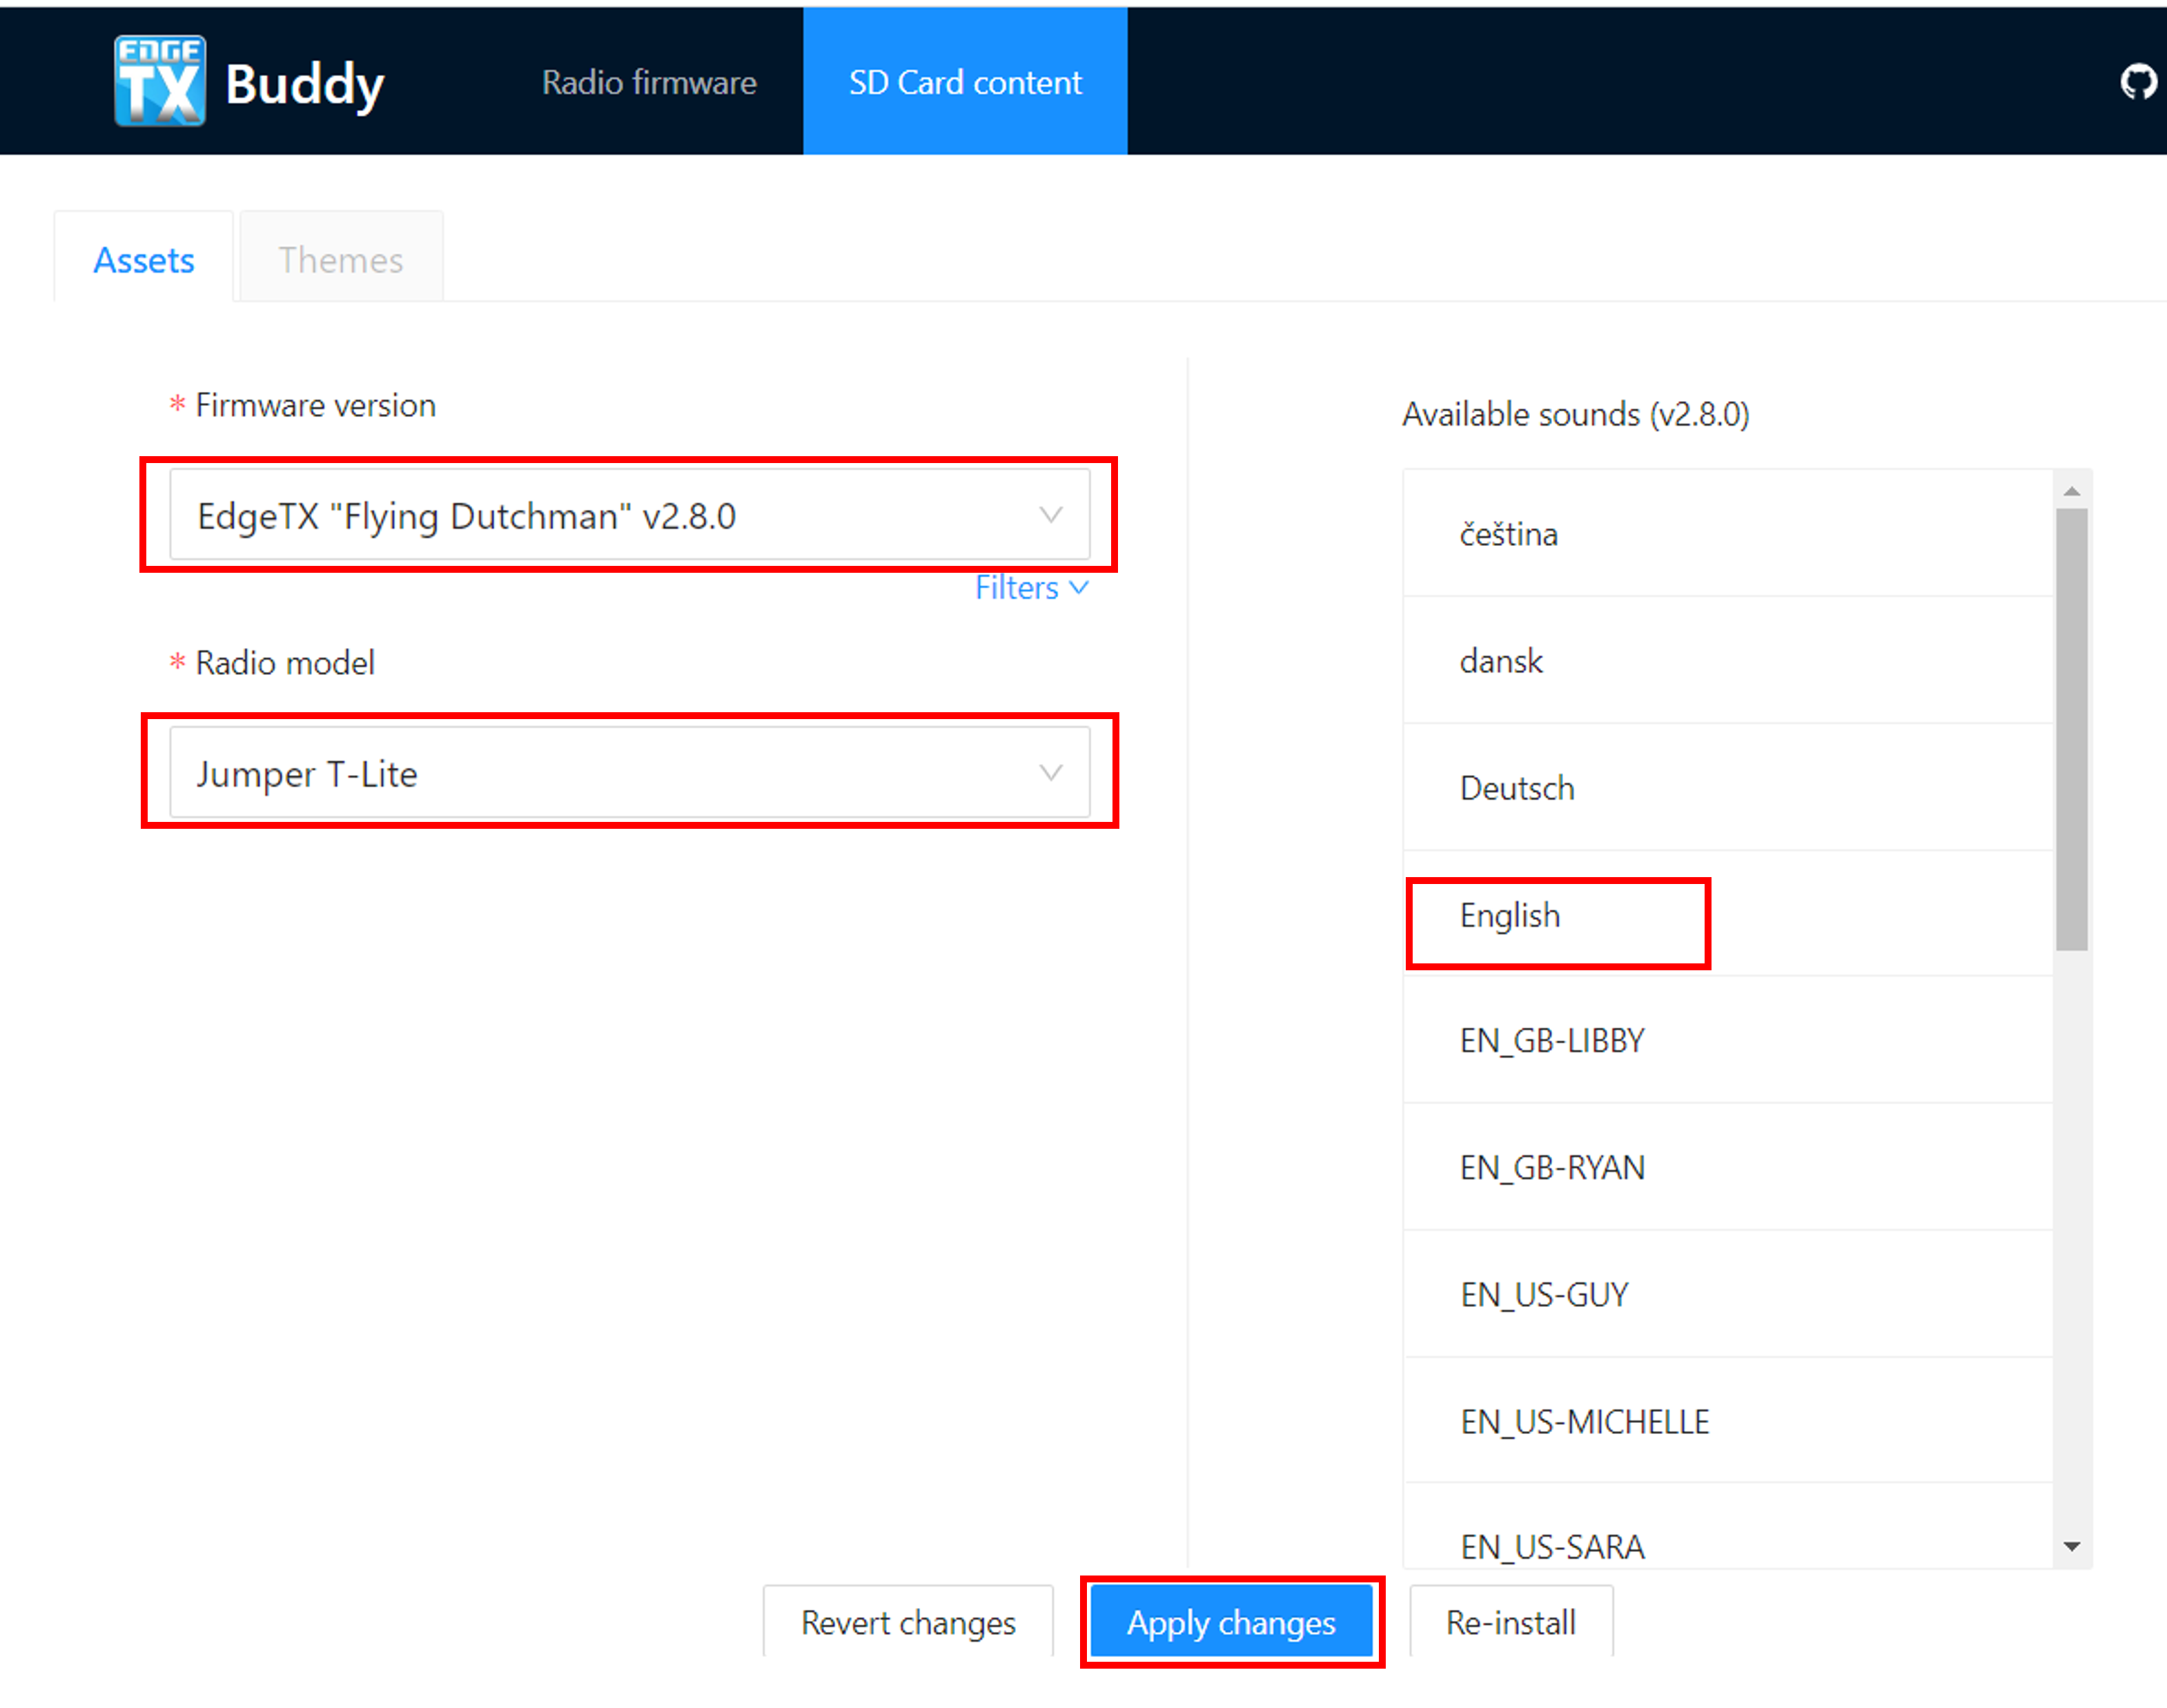 EDGE
TX
Buddy
Radio firmware
SD Card content
Assets
Themes
* Firmware version
EdgeTX "Flying Dutchman" v2.8.0
Filters
* Radio model
Jumper T-Lite
Available sounds (v2.8.0)
čeština
dansk
Deutsch
English
EN_GB-LIBBY
EN_GB-RYAN
EN_US-GUY
EN_US-MICHELLE
EN_US-SARA
Revert changes
Apply changes
Re-install